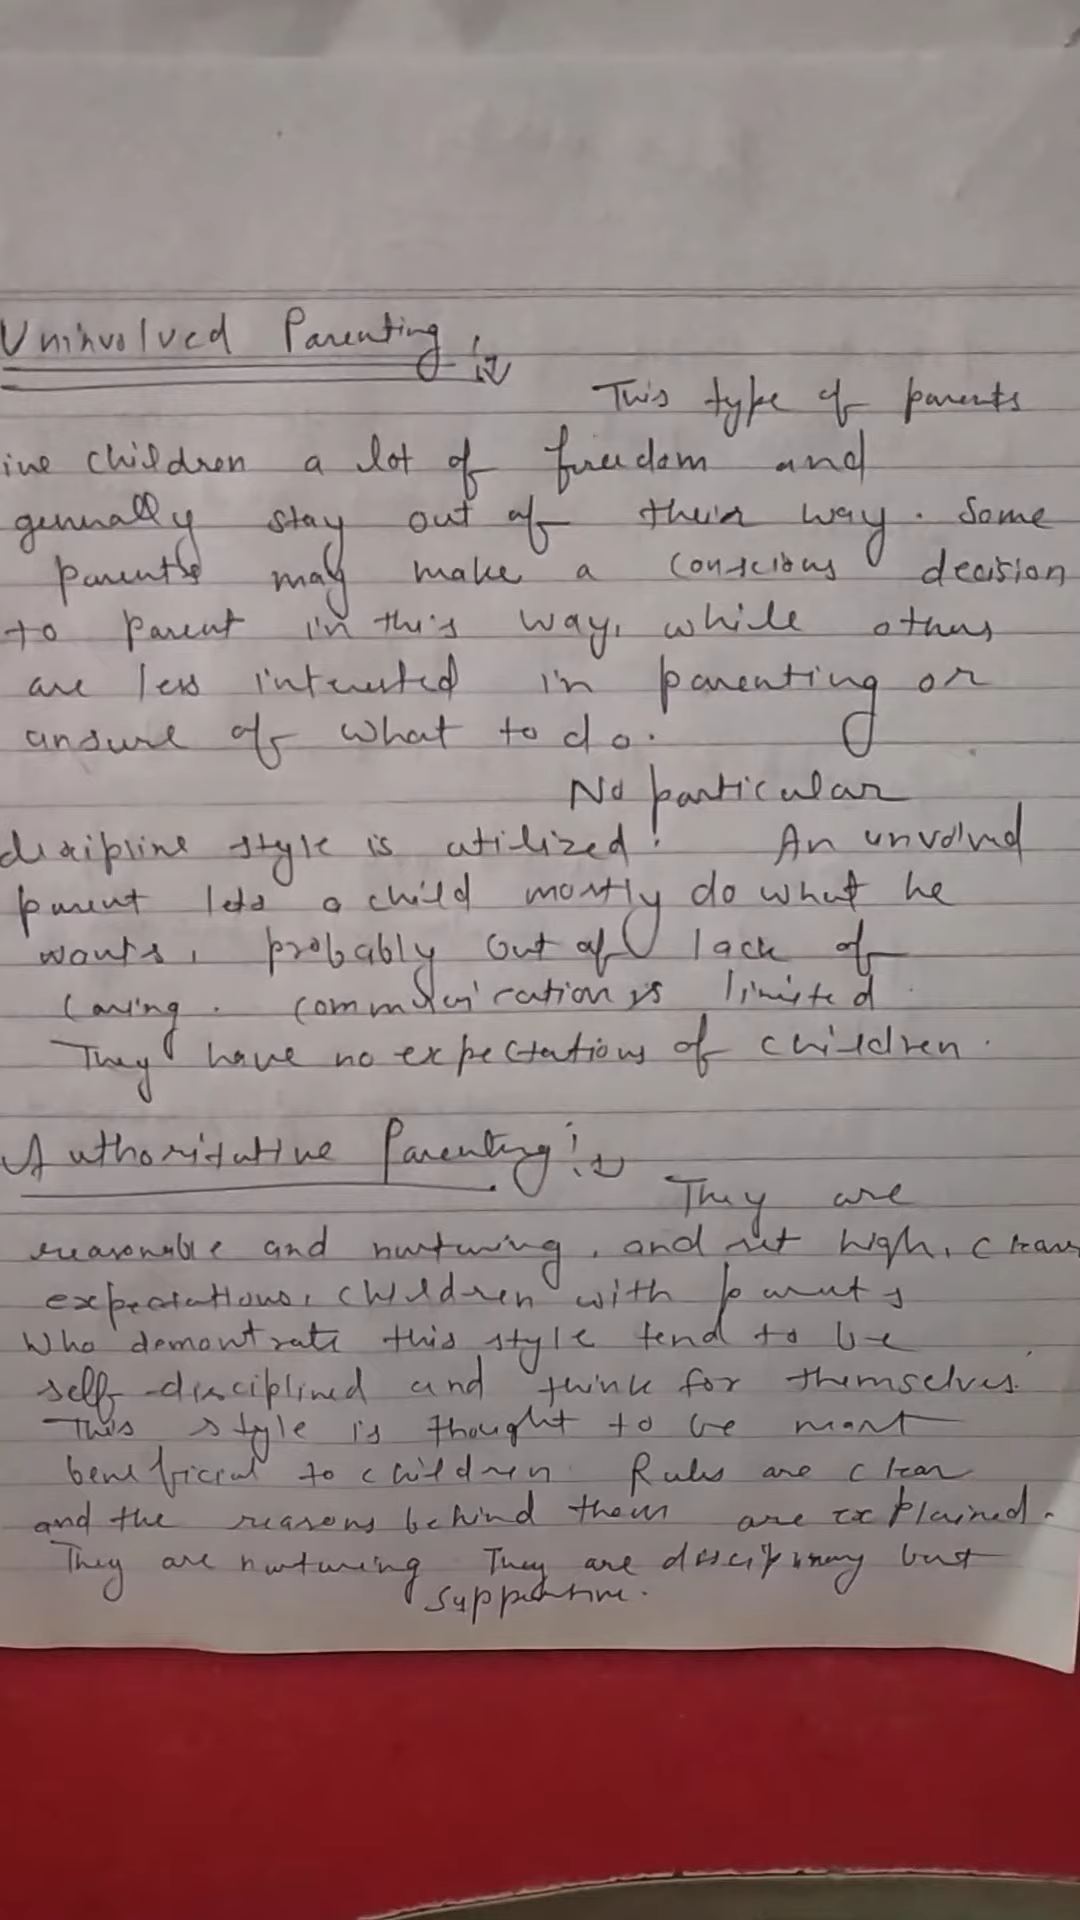 Uninvolved Parenting :-
This type of parents
ive children a lot of freedom and
generally stay out of their way. Some
parents may make a conscious decision
to parent in this way, while others
are less interested in parenting or
unsure of what to do.
No particular
discipline style is utilized. An unvolved
parent lets a child mostly do what he
wants, probably out of lack of
caring. communication is limited.
They have no expectations of children.
Authoritative Parenting :-
They are
reasonable and nurturing, and set high, clear
expectations. children with parents
who demontrate this style tend to be
self-disciplined and think for themselves.
This style is thought to be most
beneficial to children. Rules are clear
and the reasons behind them are explained.
They are nurturing They are but
supportive.